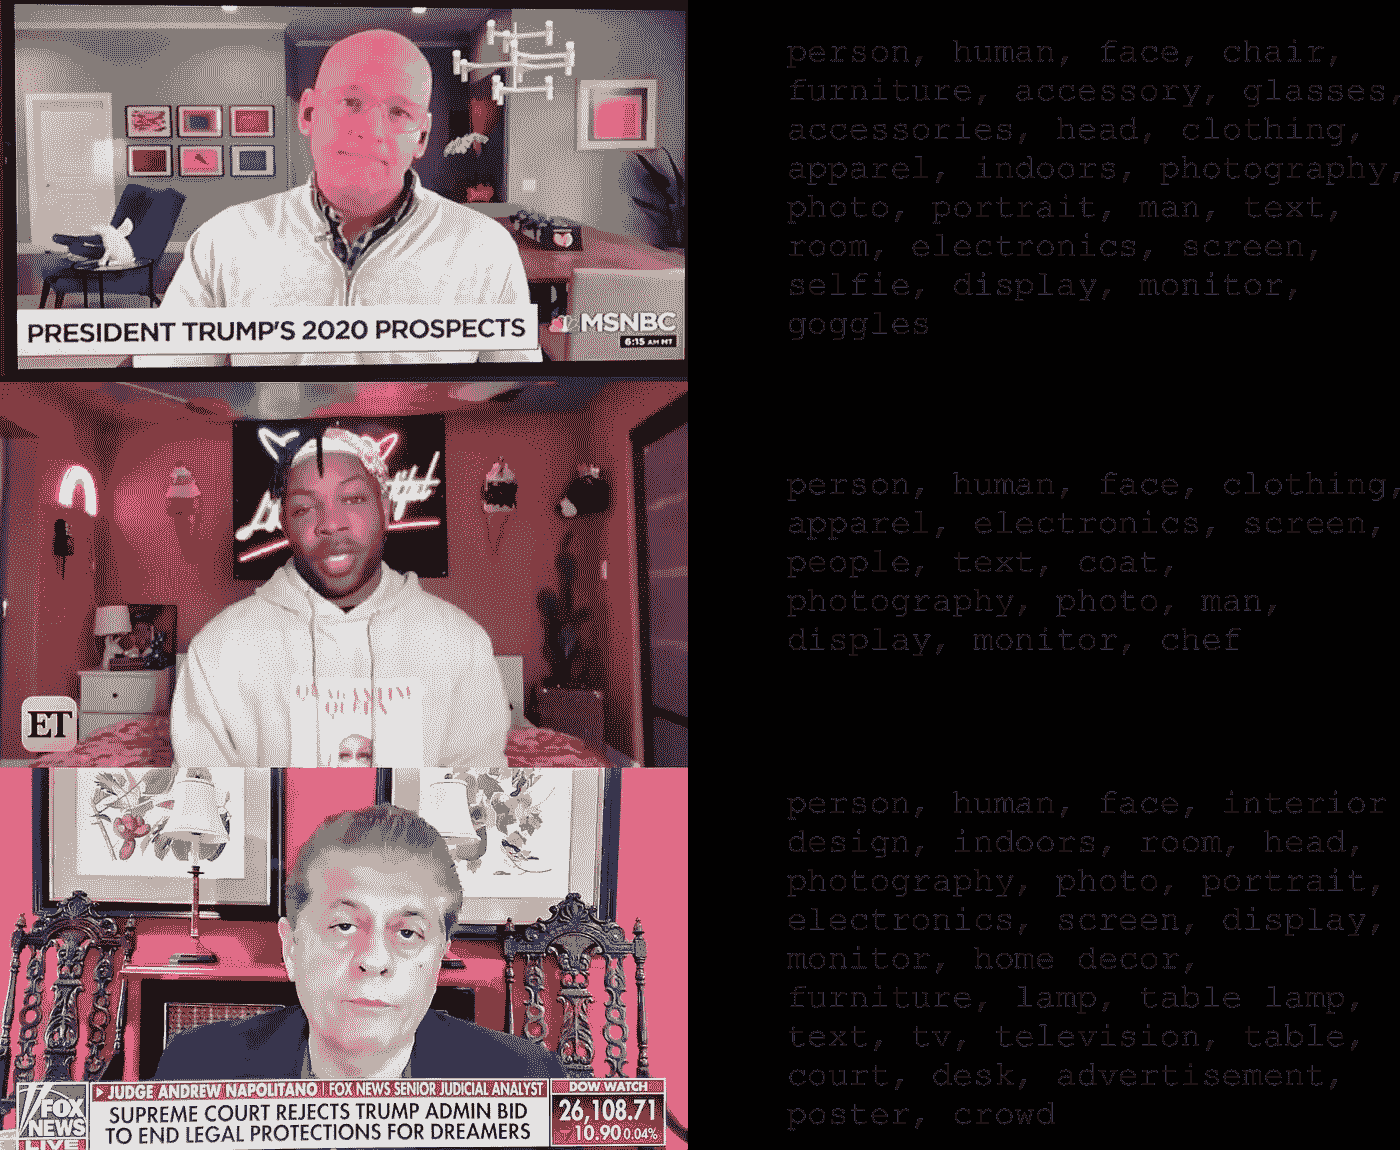 PRESIDENT TRUMP'S 2020 PROSPECTS
MSNBC
6:15 AM MT
person, human, face, chair,
furniture, accessory, glasses,
accessories, head, clothing,
apparel, indoors, photography,
photo, portrait, man, text,
room, electronics, screen,
selfie, display, monitor,
goggles
ET
person, human, face, clothing,
apparel, electronics, screen,
people, text, coat,
photography, photo, man,
display, monitor, chef
JUDGE ANDREW NAPOLITANO | FOX NEWS SENIOR JUDICIAL ANALYST
SUPREME COURT REJECTS TRUMP ADMIN BID
TO END LEGAL PROTECTIONS FOR DREAMERS
FOX
NEWS
LIVE
DOW WATCH
26,108.71
10.90 0.04%
person, human, face, interior
design, indoors, room, head,
photography, photo, portrait,
electronics, screen, display,
monitor, home decor,
furniture, lamp, table lamp,
text, tv, television, table,
court, desk, advertisement,
poster, crowd